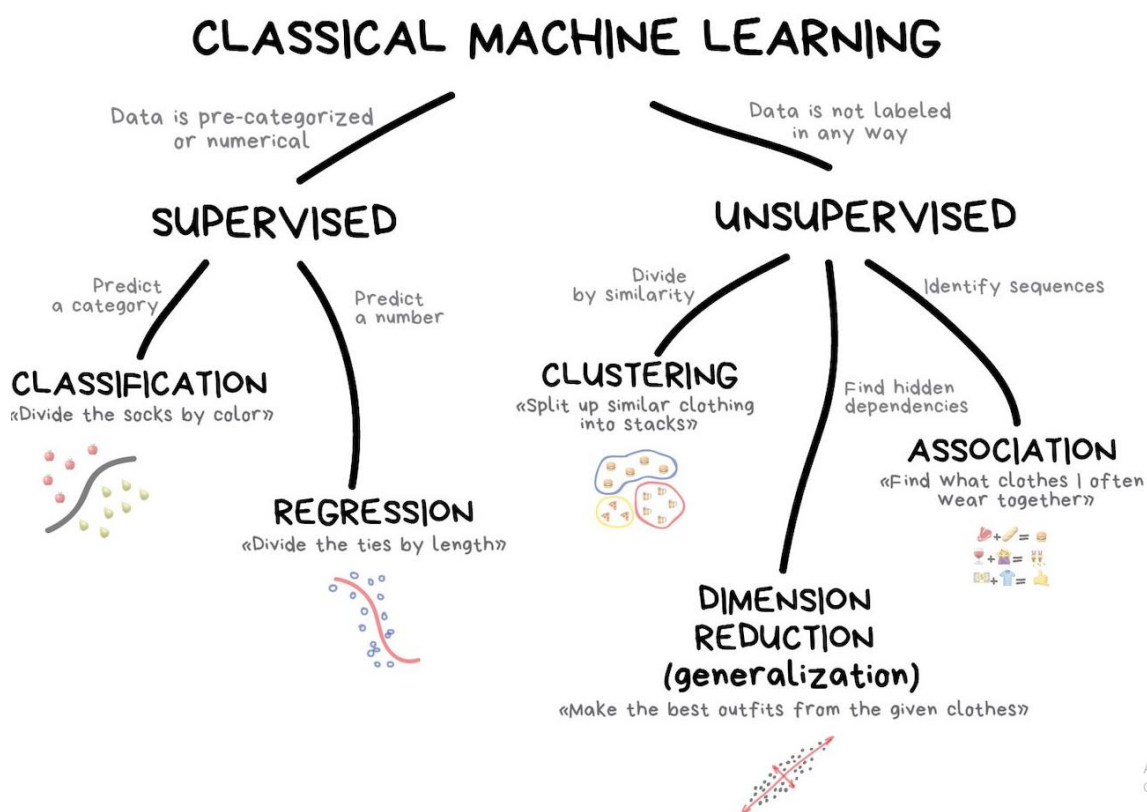 CLASSICAL MACHINE LEARNING
Data is pre-categorized
or numerical
Data is not labeled
in any way
SUPERVISED
UNSUPERVISED
Predict
a category
Predict
a number
Divide
by similarity
Identify sequences
CLASSIFICATION
«Divide the socks by color»
CLUSTERING
«Split up similar clothing
into stacks»
Find hidden
dependencies
ASSOCIATION
«Find what clothes I often
wear together»
REGRESSION
«Divide the ties by length»
+ =
+ =
+ =
DIMENSION
REDUCTION
(generalization)
«Make the best outfits from the given clothes»